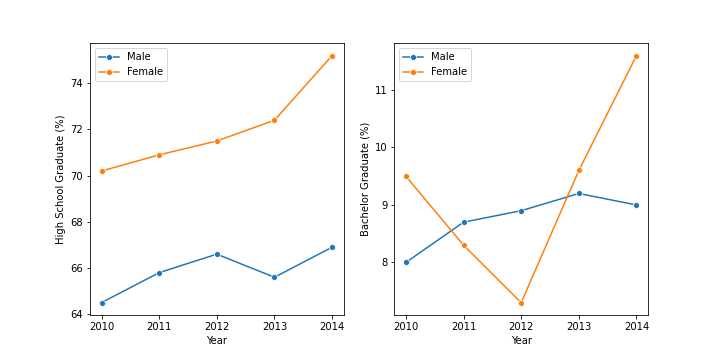 Male
Female
High School Graduate (%)
74
72
70
68
66
64
2010 2011 2012 2013 2014
Year
Male
Female
Bachelor Graduate (%)
11
10
9
8
2010 2011 2012 2013 2014
Year